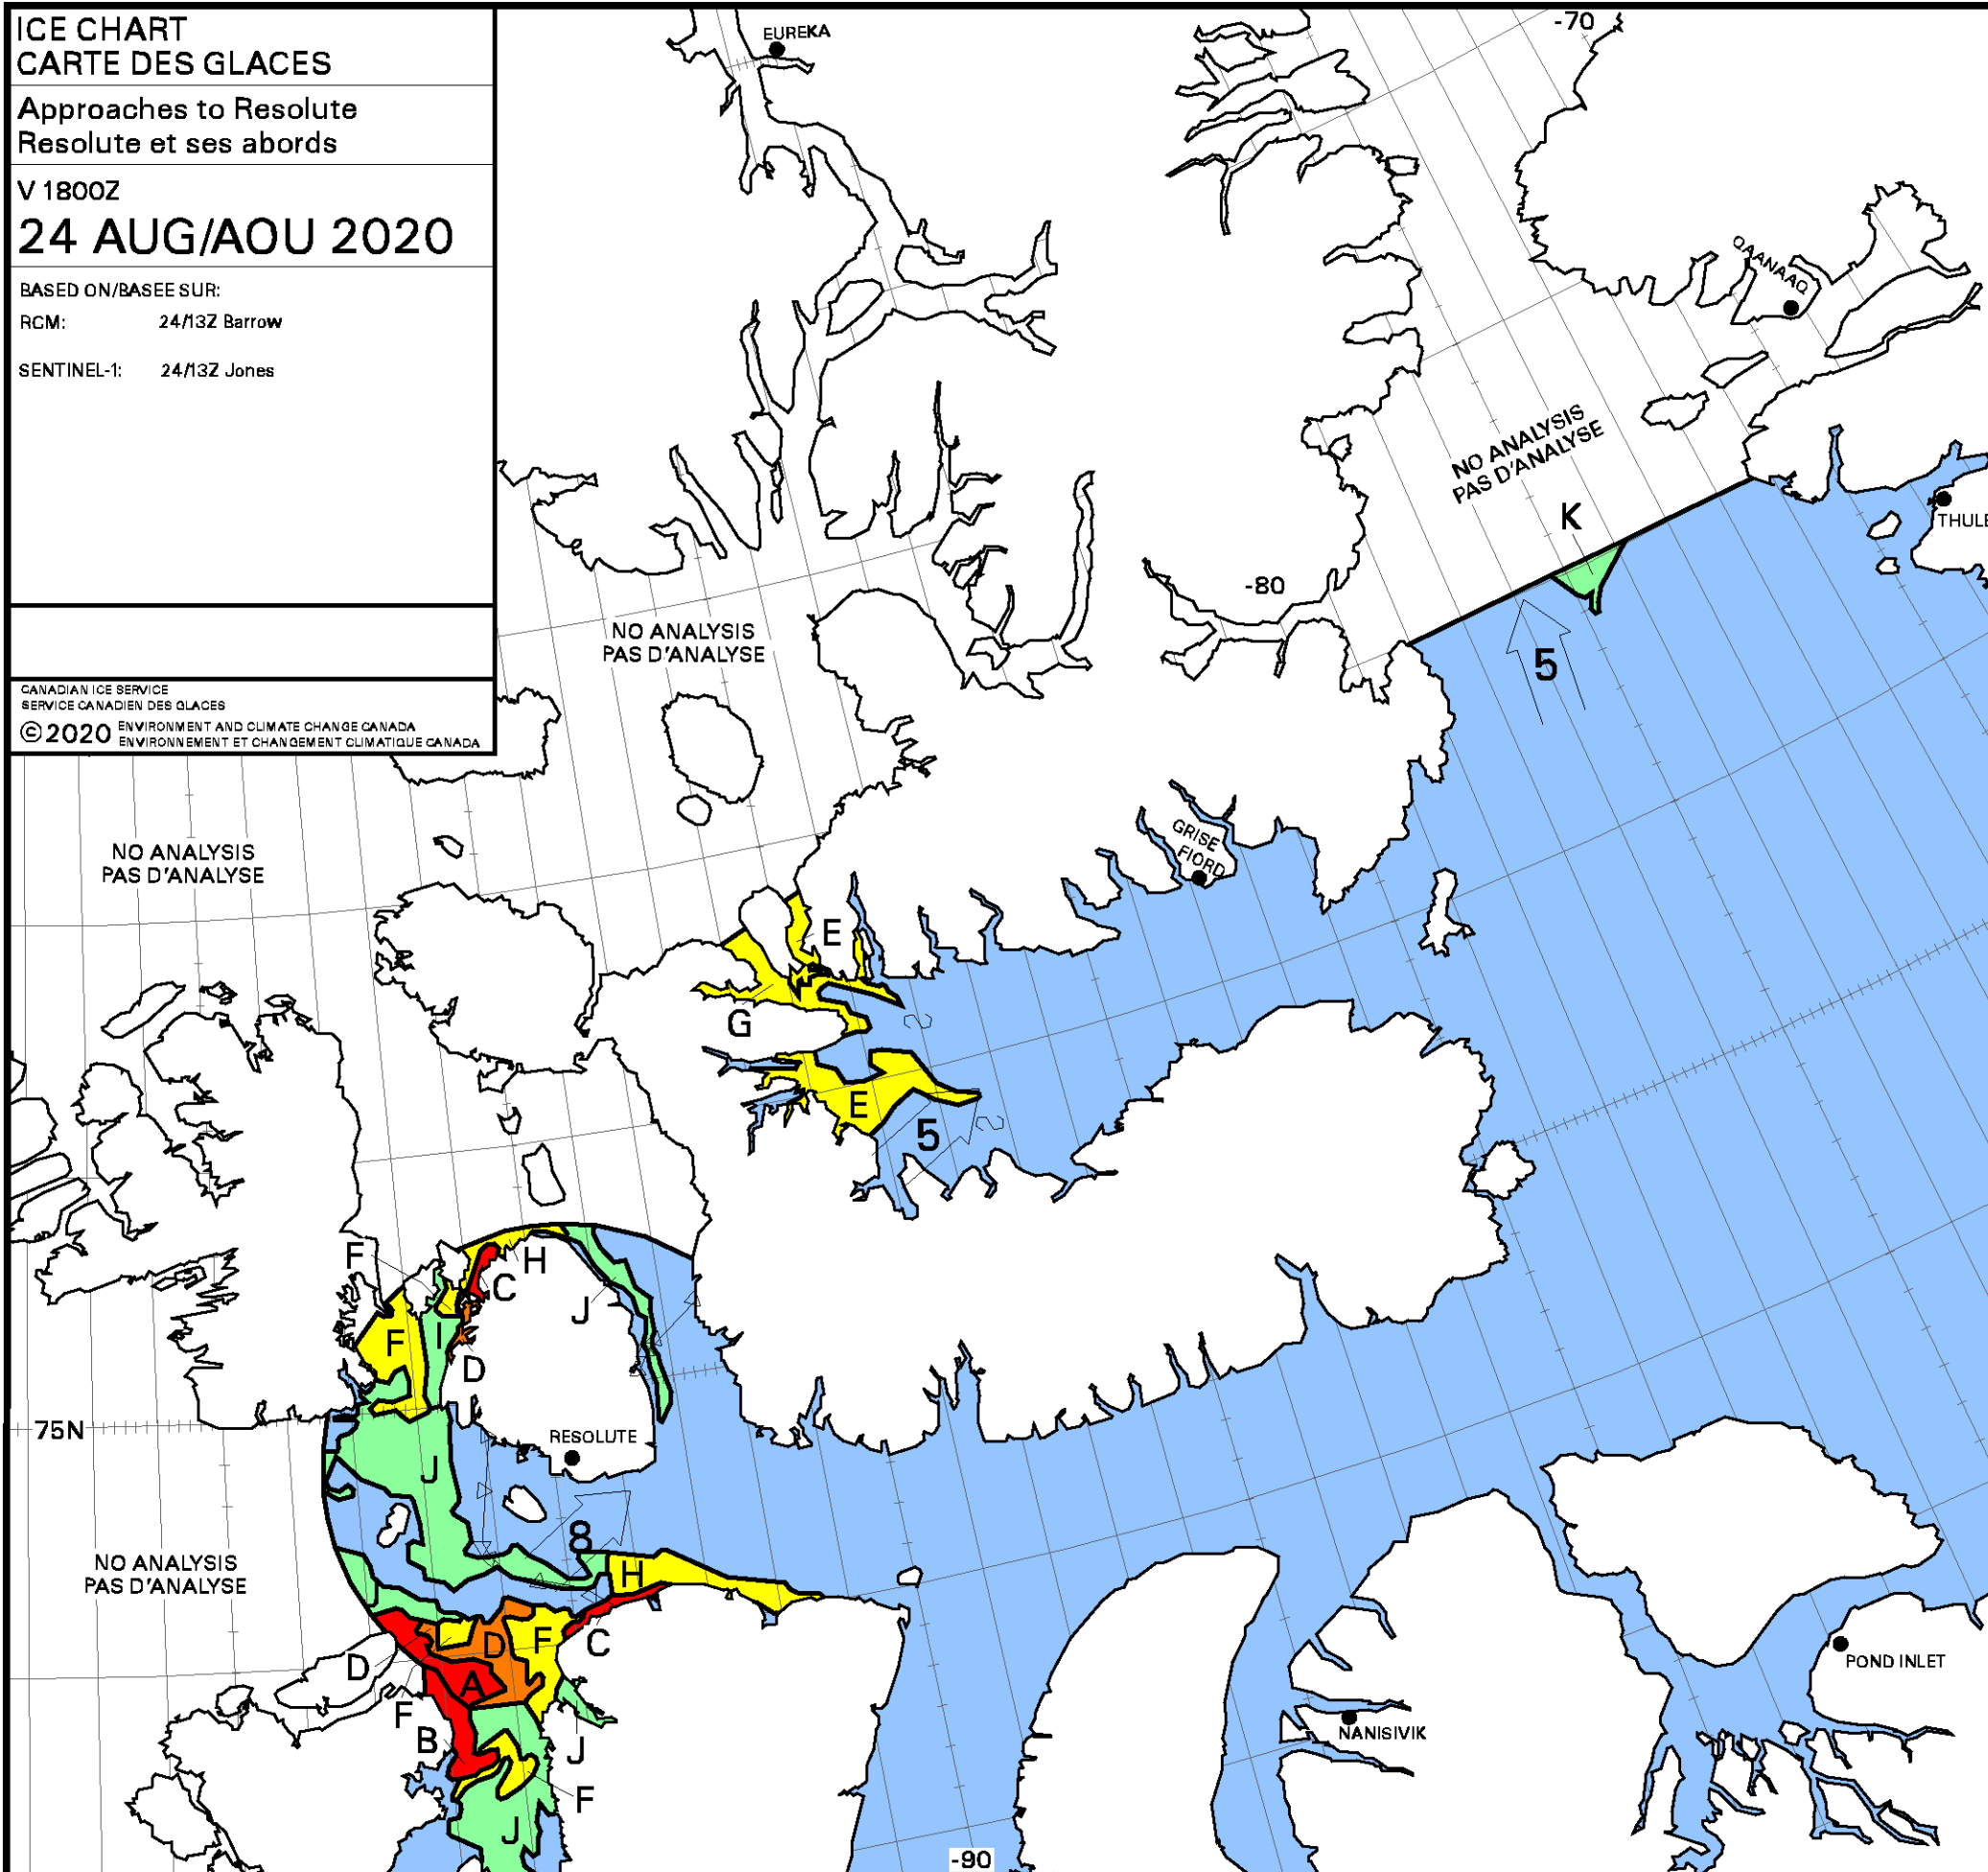 ICE CHART
CARTE DES GLACES
Approaches to Resolute
Resolute et ses abords
V 1800Z
24 AUG/AOU 2020
BASED ON/BASEE SUR:
RCM: 24/13Z Barrow
SENTINEL-1: 24/13Z Jones
CANADIAN ICE SERVICE
SERVICE CANADIEN DES GLACES
©2020 ENVIRONMENT AND CLIMATE CHANGE CANADA
ENVIRONNEMENT ET CHANGEMENT CLIMATIQUE CANADA
EUREKA
-70
QAANAAQ
NO ANALYSIS
PAS D'ANALYSE
K
THULE
-80
5
NO ANALYSIS
PAS D'ANALYSE
GRISE
FIORD
NO ANALYSIS
PAS D'ANALYSE
E
G
E
5
F
H
C
J
F
I
D
75N
RESOLUTE
J
8
NO ANALYSIS
PAS D'ANALYSE
H
D
F
C
D
A
F
B
J
F
J
POND INLET
NANISIVIK
-90